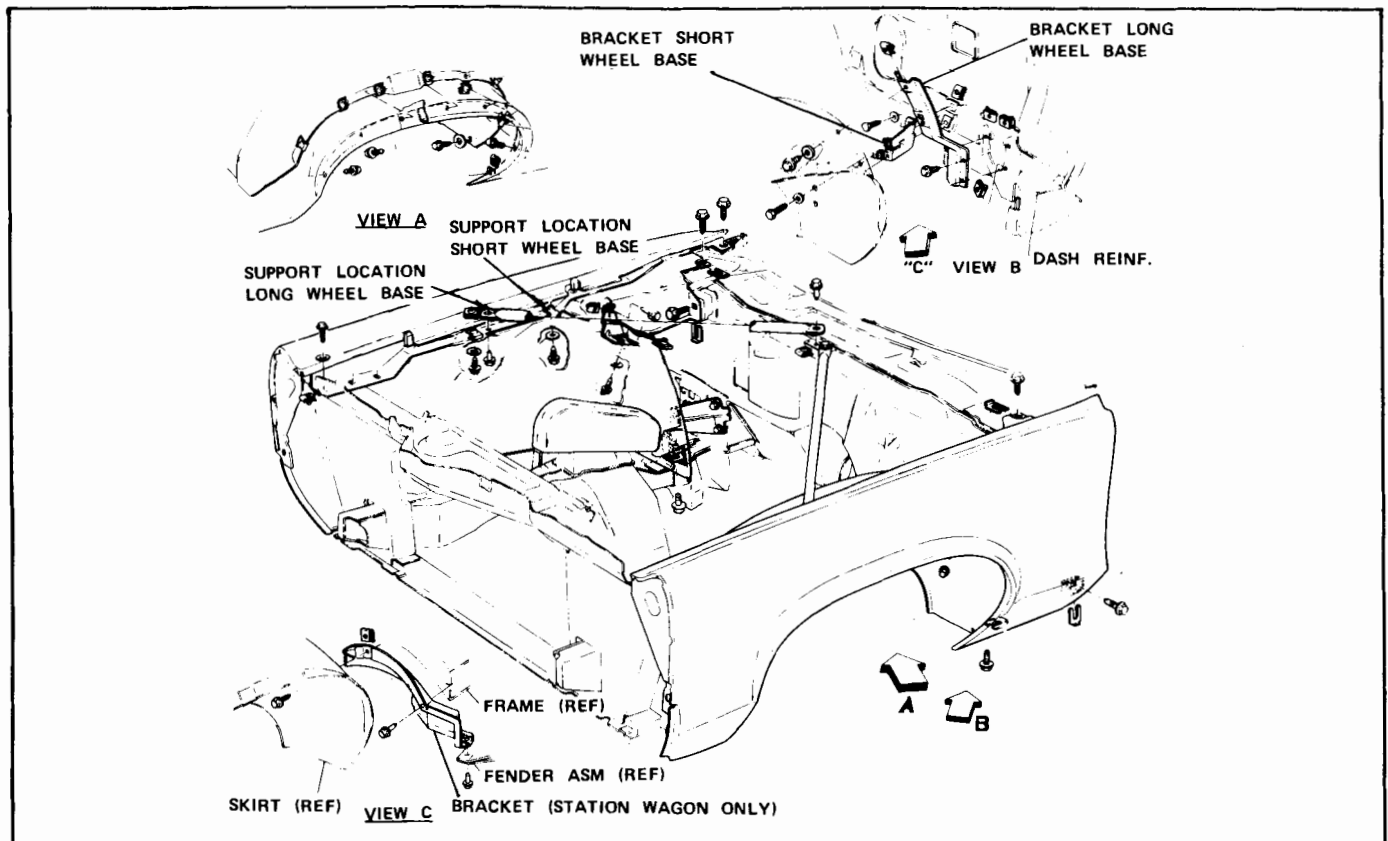 BRACKET SHORT
WHEEL BASE
BRACKET LONG
WHEEL BASE
VIEW A
SUPPORT LOCATION
SHORT WHEEL BASE
SUPPORT LOCATION
LONG WHEEL BASE
"C" VIEW B
DASH REINF.
A
B
FRAME (REF)
FENDER ASM (REF)
SKIRT (REF)
VIEW C
BRACKET (STATION WAGON ONLY)